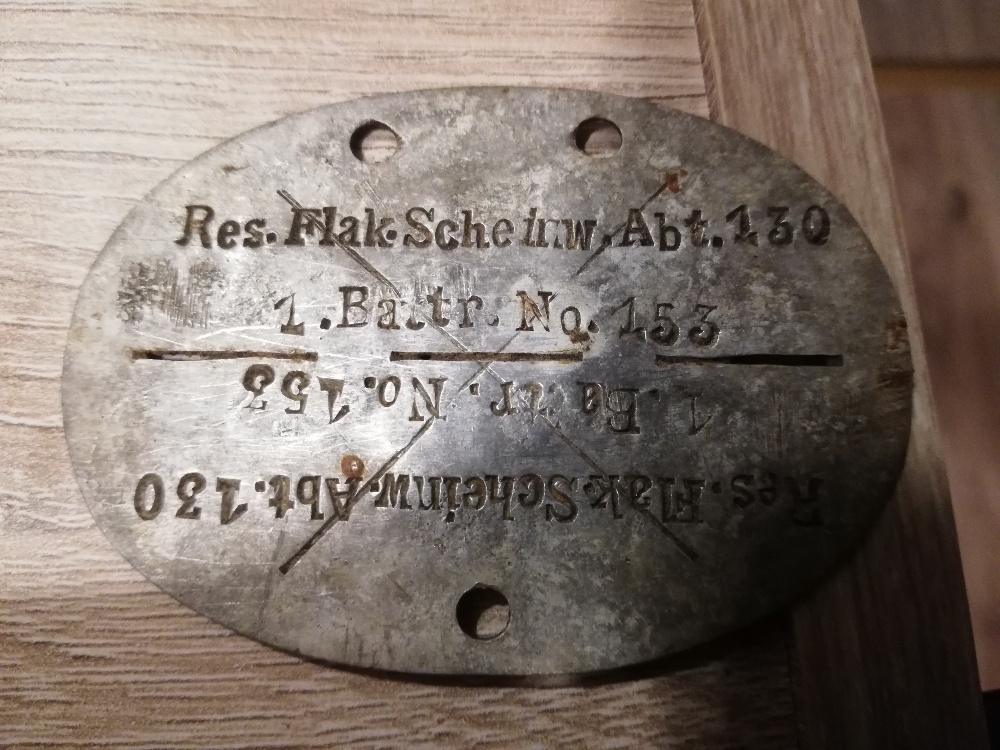 Res. Flak. Scheinw. Abt. 130
1. Battr. No. 153
1. Battr. No. 153
Res. Flak. Scheinw. Abt. 130